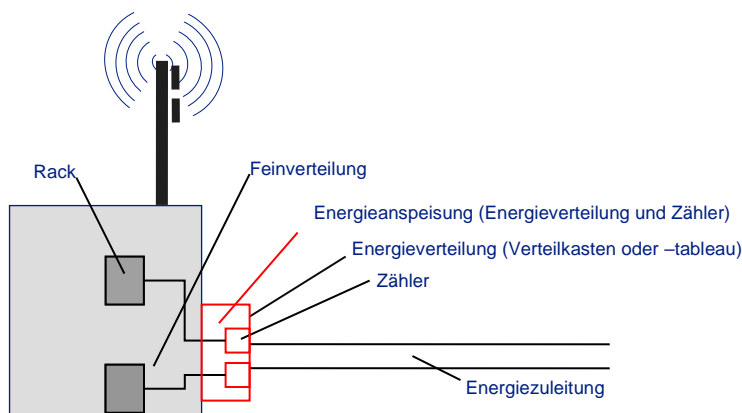 Rack
Feinverteilung
Energieanspeisung (Energieverteilung und Zähler)
Energieverteilung (Verteilkasten oder –tableau)
Zähler
Energiezuleitung